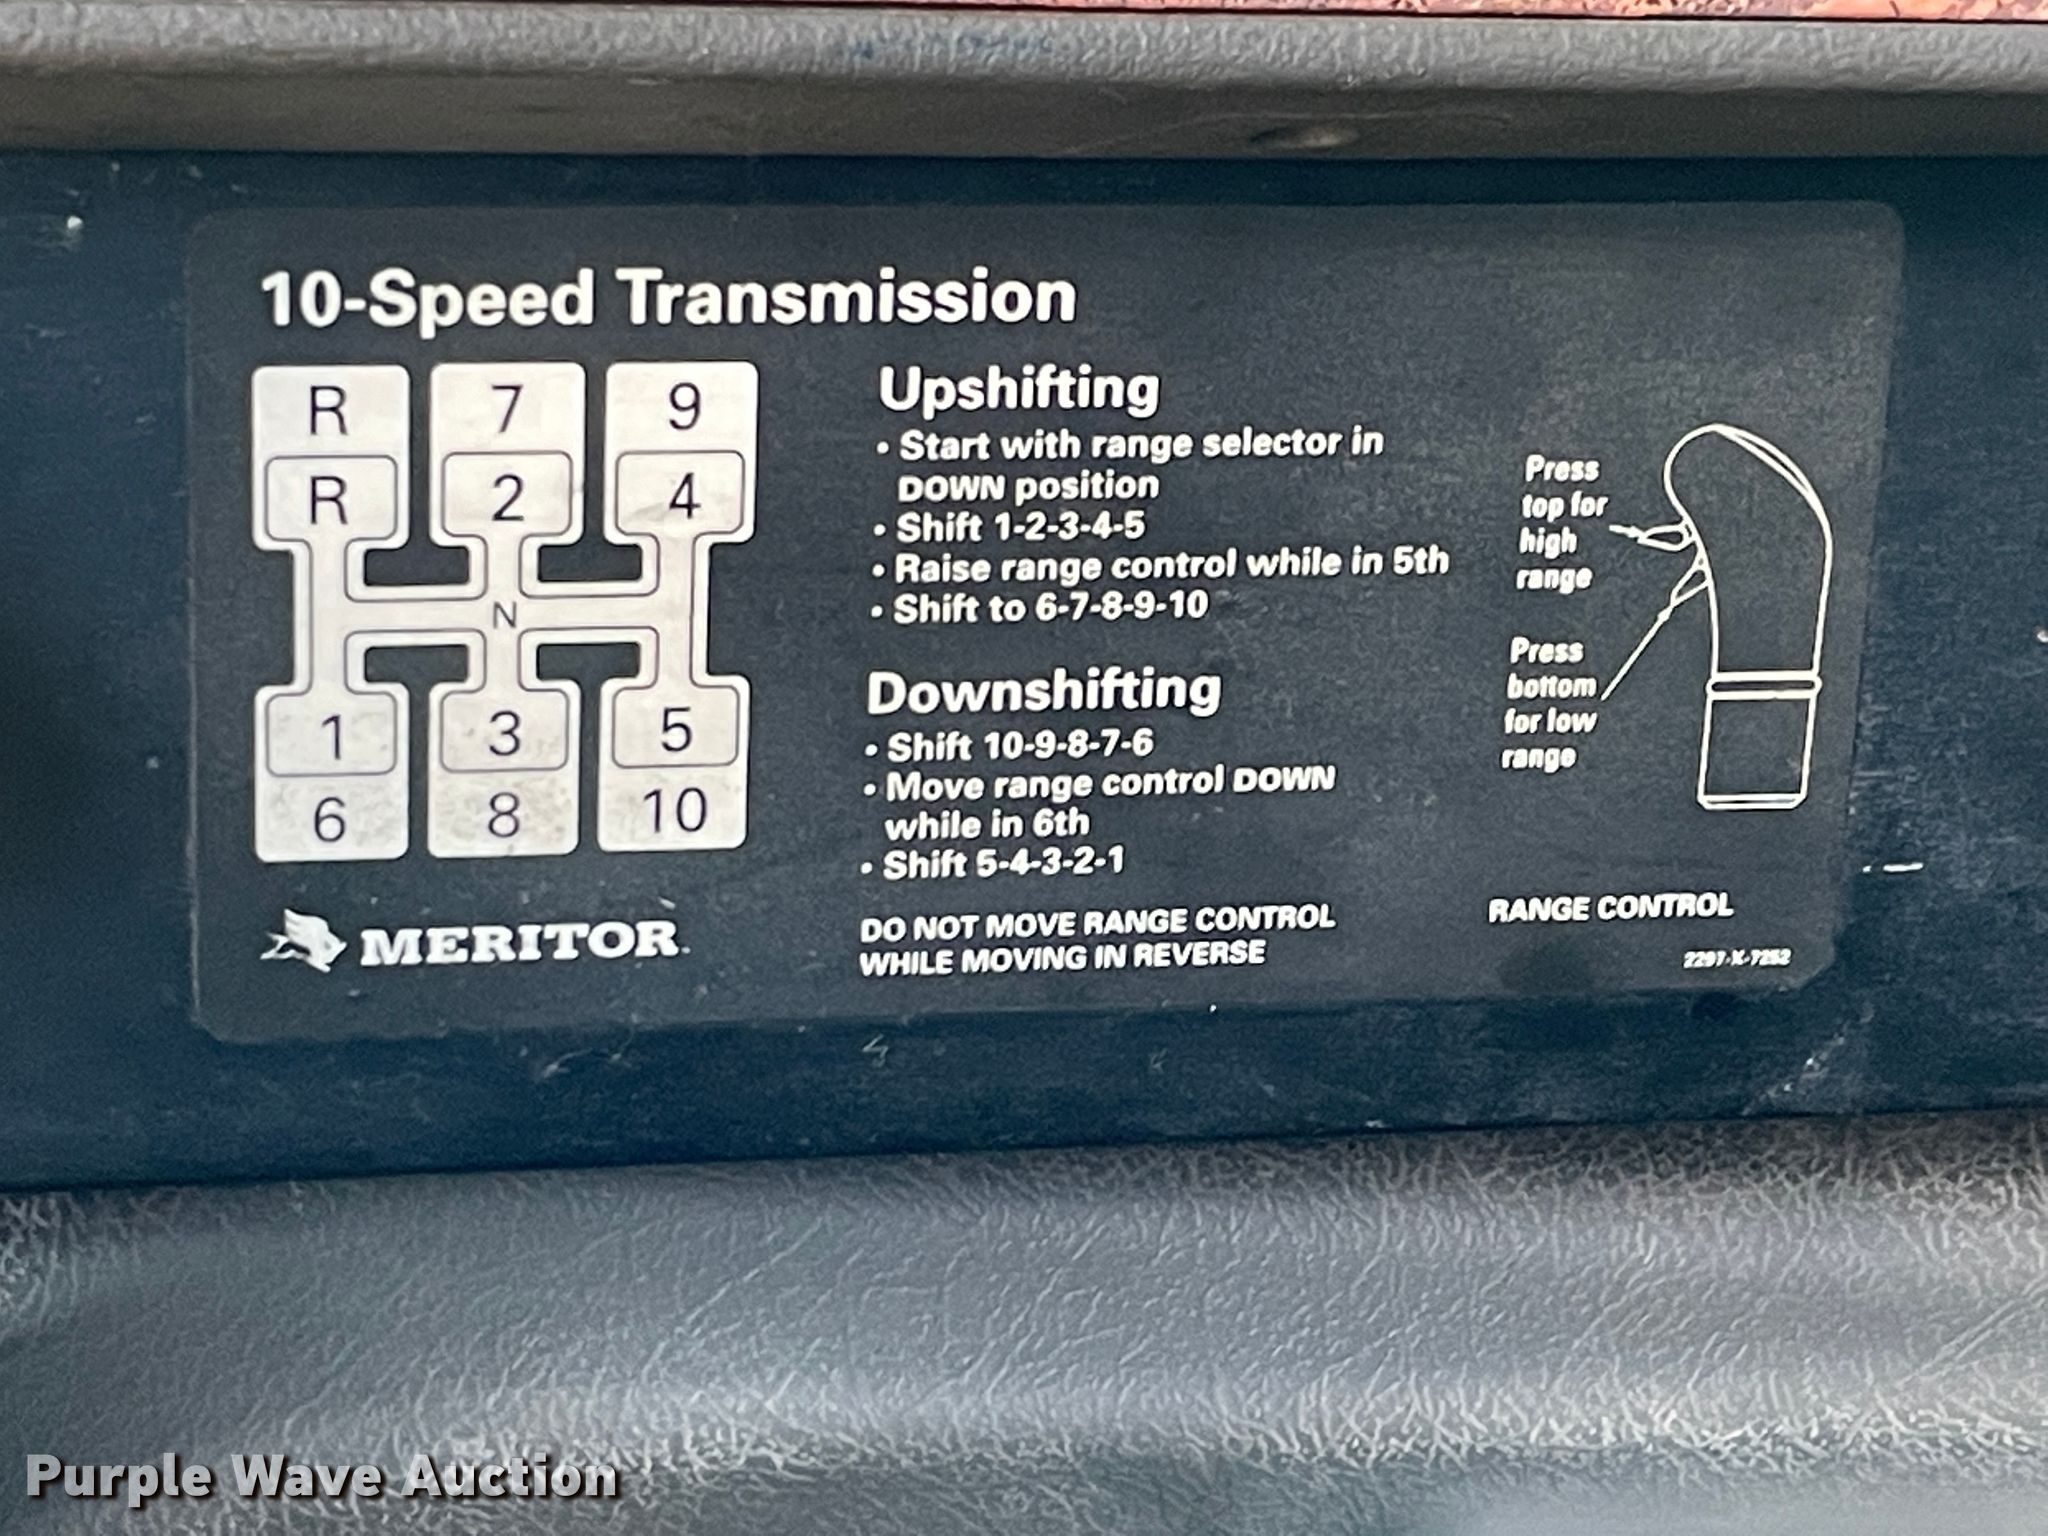 10-Speed Transmission
R 7 9
R 2 4
N
1 3 5
6 8 10
MERITOR
Upshifting
• Start with range selector in
DOWN position
• Shift 1-2-3-4-5
• Raise range control while in 5th
• Shift to 6-7-8-9-10
Downshifting
• Shift 10-9-8-7-6
• Move range control DOWN
while in 6th
• Shift 5-4-3-2-1
DO NOT MOVE RANGE CONTROL
WHILE MOVING IN REVERSE
Press
top for
high
range
Press
bottom
for low
range
RANGE CONTROL
2297-K-7252
Purple Wave Auction